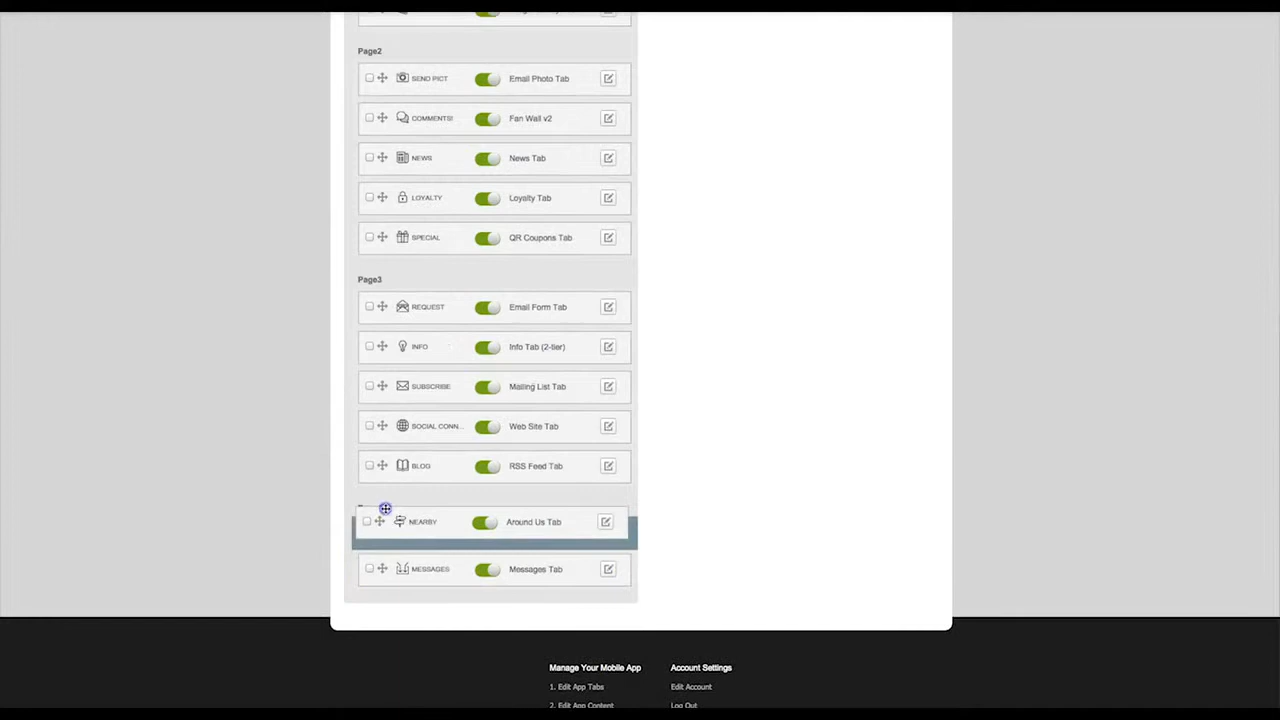 Page2
SEND PICT Email Photo Tab
COMMENTS! Fan Wall v2
NEWS News Tab
LOYALTY Loyalty Tab
SPECIAL QR Coupons Tab
Page3
REQUEST Email Form Tab
INFO Info Tab (2-tier)
SUBSCRIBE Mailing List Tab
SOCIAL CONN... Web Site Tab
BLOG RSS Feed Tab
NEARBY Around Us Tab
MESSAGES Messages Tab
Manage Your Mobile App Account Settings
1. Edit App Tabs Edit Account
2. Edit App Content Log Out